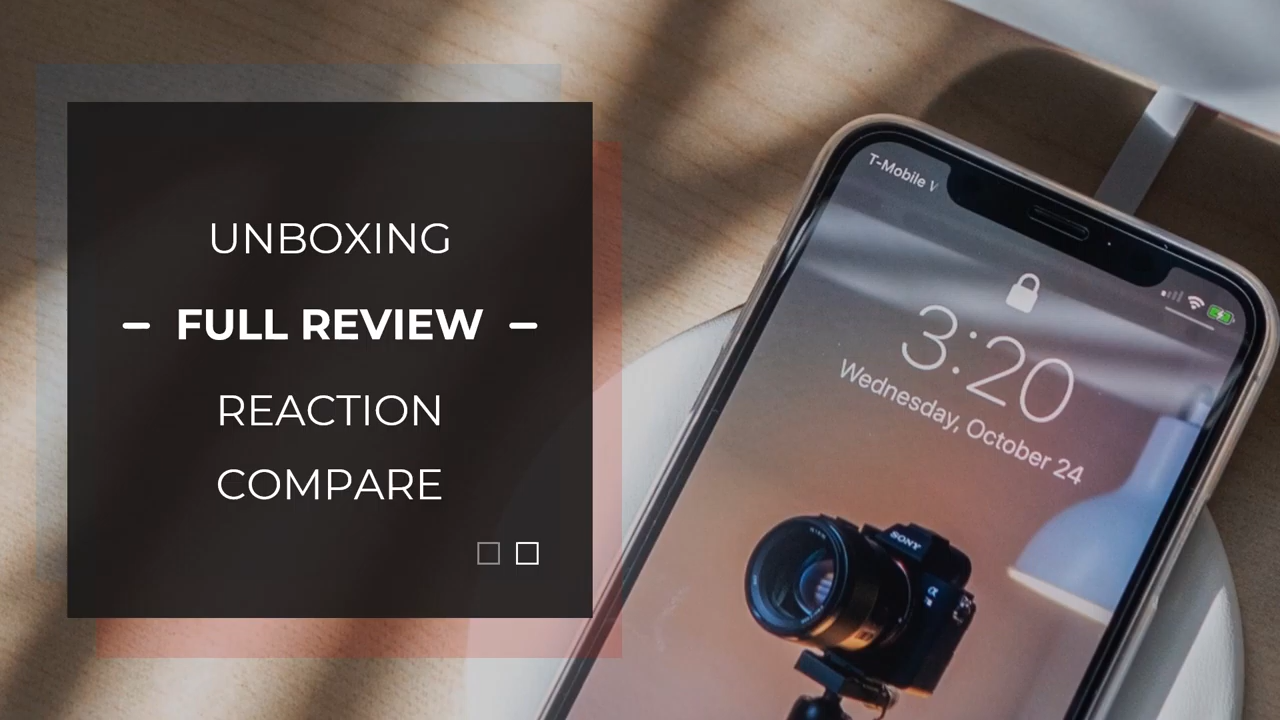 UNBOXING
– FULL REVIEW –
REACTION
COMPARE
T-Mobile
3:20
Wednesday, October 24
SONY
α